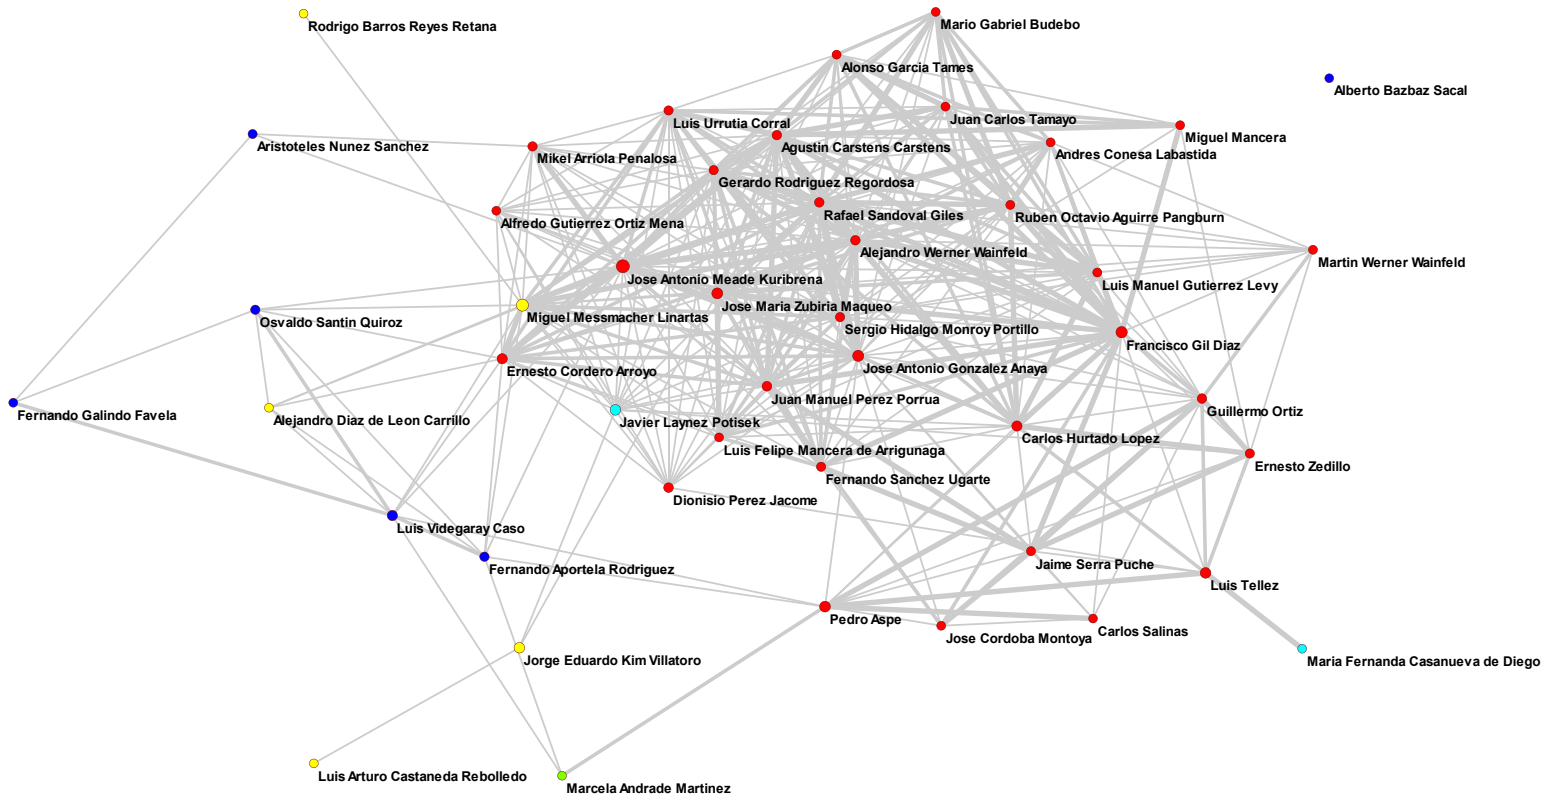 Rodrigo Barros Reyes Retana
Mario Gabriel Budebo
Alonso Garcia Tames
Alberto Bazbaz Sacal
Juan Carlos Tamayo
Luis Urrutia Corral
Miguel Mancera
Aristoteles Nunez Sanchez
Agustin Carstens Carstens
Andres Conesa Labastida
Mikel Arriola Penalosa
Gerardo Rodriguez Regordosa
Rafael Sandoval Giles
Ruben Octavio Aguirre Pangburn
Alfredo Gutierrez Ortiz Mena
Alejandro Werner Wainfeld
Martin Werner Wainfeld
Jose Antonio Meade Kuribrena
Luis Manuel Gutierrez Levy
Jose Maria Zubiria Maqueo
Miguel Messmacher Linartas
Osvaldo Santin Quiroz
Sergio Hidalgo Monroy Portillo
Francisco Gil Diaz
Ernesto Cordero Arroyo
Jose Antonio Gonzalez Anaya
Juan Manuel Perez Porrua
Guillermo Ortiz
Fernando Galindo Favela
Alejandro Diaz de Leon Carrillo
Javier Laynez Potisek
Carlos Hurtado Lopez
Luis Felipe Mancera de Arrigunaga
Ernesto Zedillo
Fernando Sanchez Ugarte
Dionisio Perez Jacome
Luis Videgaray Caso
Jaime Serra Puche
Fernando Aportela Rodriguez
Luis Tellez
Pedro Aspe
Carlos Salinas
Jose Cordoba Montoya
Jorge Eduardo Kim Villatoro
Maria Fernanda Casanueva de Diego
Luis Arturo Castaneda Rebolledo
Marcela Andrade Martinez